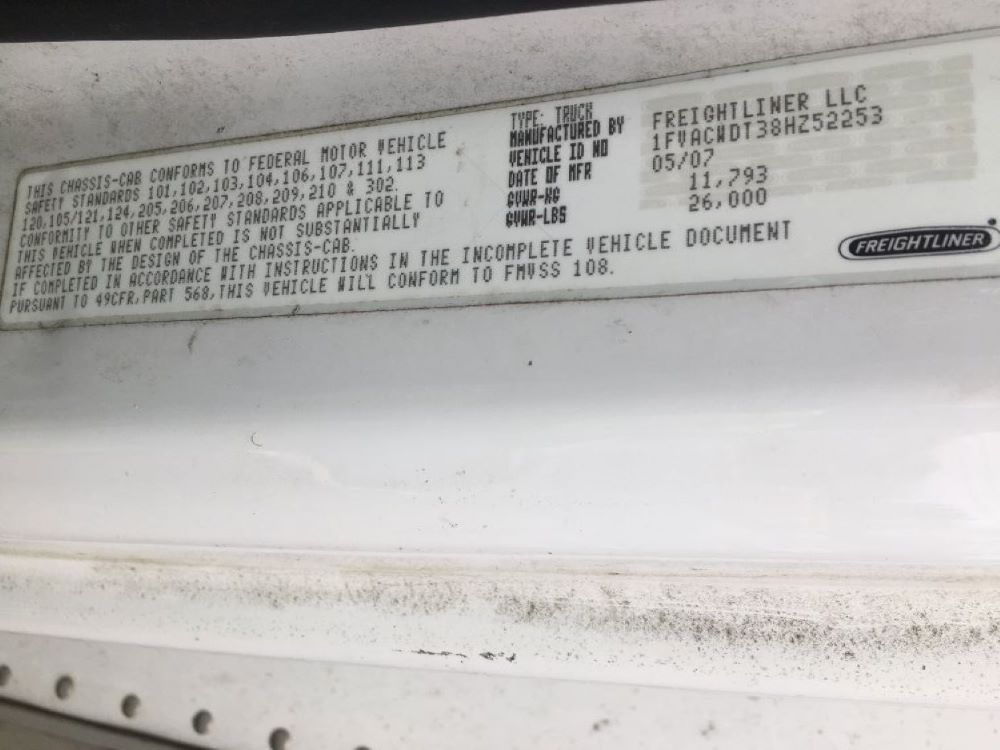 THIS CHASSIS-CAB CONFORMS TO FEDERAL MOTOR VEHICLE
SAFETY STANDARDS 101,102,103,104,106,107,111,113
120,105/121,124,205,206,207,208,209,210 & 302.
CONFORMITY TO OTHER SAFETY STANDARDS APPLICABLE TO
THIS VEHICLE WHEN COMPLETED IS NOT SUBSTANTIALLY
AFFECTED BY THE DESIGN OF THE CHASSIS-CAB.
IF COMPLETED IN ACCORDANCE WITH INSTRUCTIONS IN THE INCOMPLETE VEHICLE DOCUMENT
PURSUANT TO 49CFR,PART 568,THIS VEHICLE WILL CONFORM TO FMVSS 108.
TYPE: TRUCK
MANUFACTURED BY FREIGHTLINER LLC
VEHICLE ID NO 1FVACWDT38HZ52253
DATE OF MFR 05/07
GVWR-KG 11,793
GVWR-LBS 26,000
FREIGHTLINER